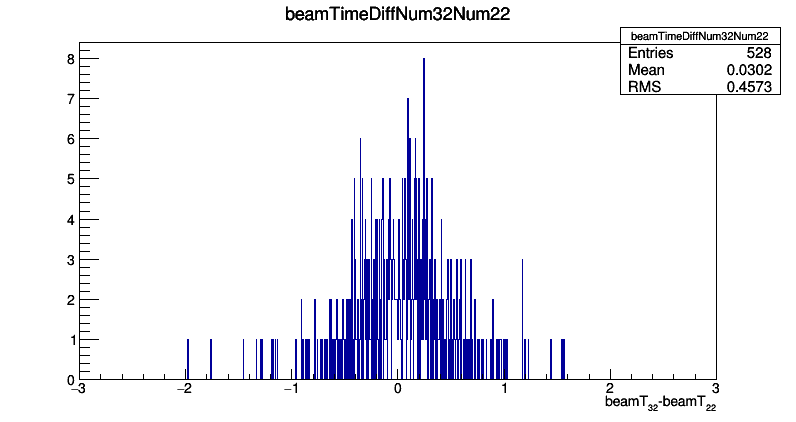 beamTimeDiffNum32Num22
beamTimeDiffNum32Num22
Entries 528
Mean 0.0302
RMS 0.4573
8
7
6
5
4
3
2
1
0
−3 −2 −1 0 1 2 3
beamT32-beamT22